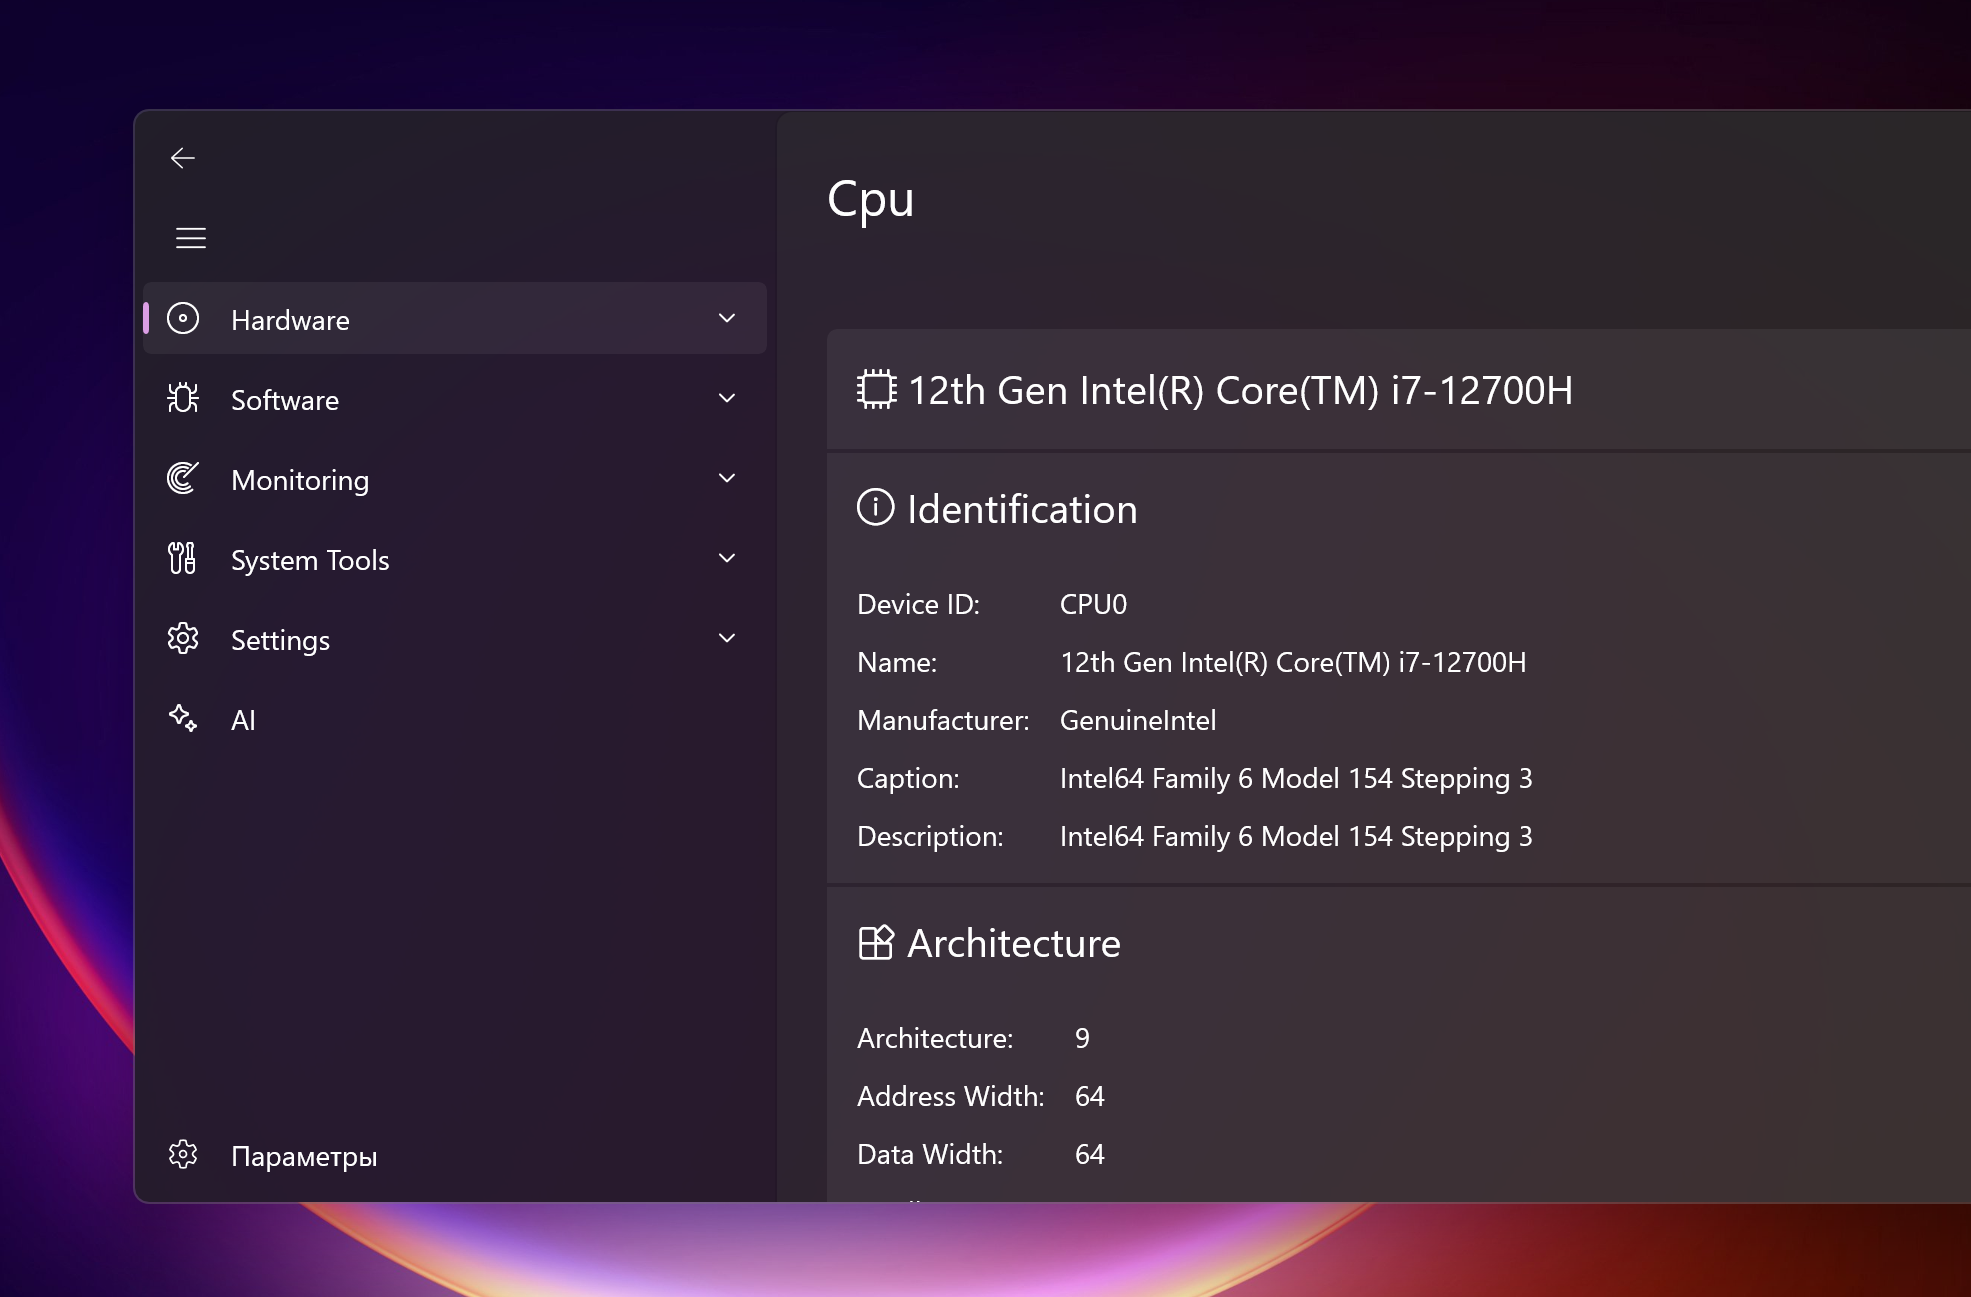 Hardware
Software
Monitoring
System Tools
Settings
AI
Параметры
Cpu
12th Gen Intel(R) Core(TM) i7-12700H
Identification
Device ID: CPU0
Name: 12th Gen Intel(R) Core(TM) i7-12700H
Manufacturer: GenuineIntel
Caption: Intel64 Family 6 Model 154 Stepping 3
Description: Intel64 Family 6 Model 154 Stepping 3
Architecture
Architecture: 9
Address Width: 64
Data Width: 64